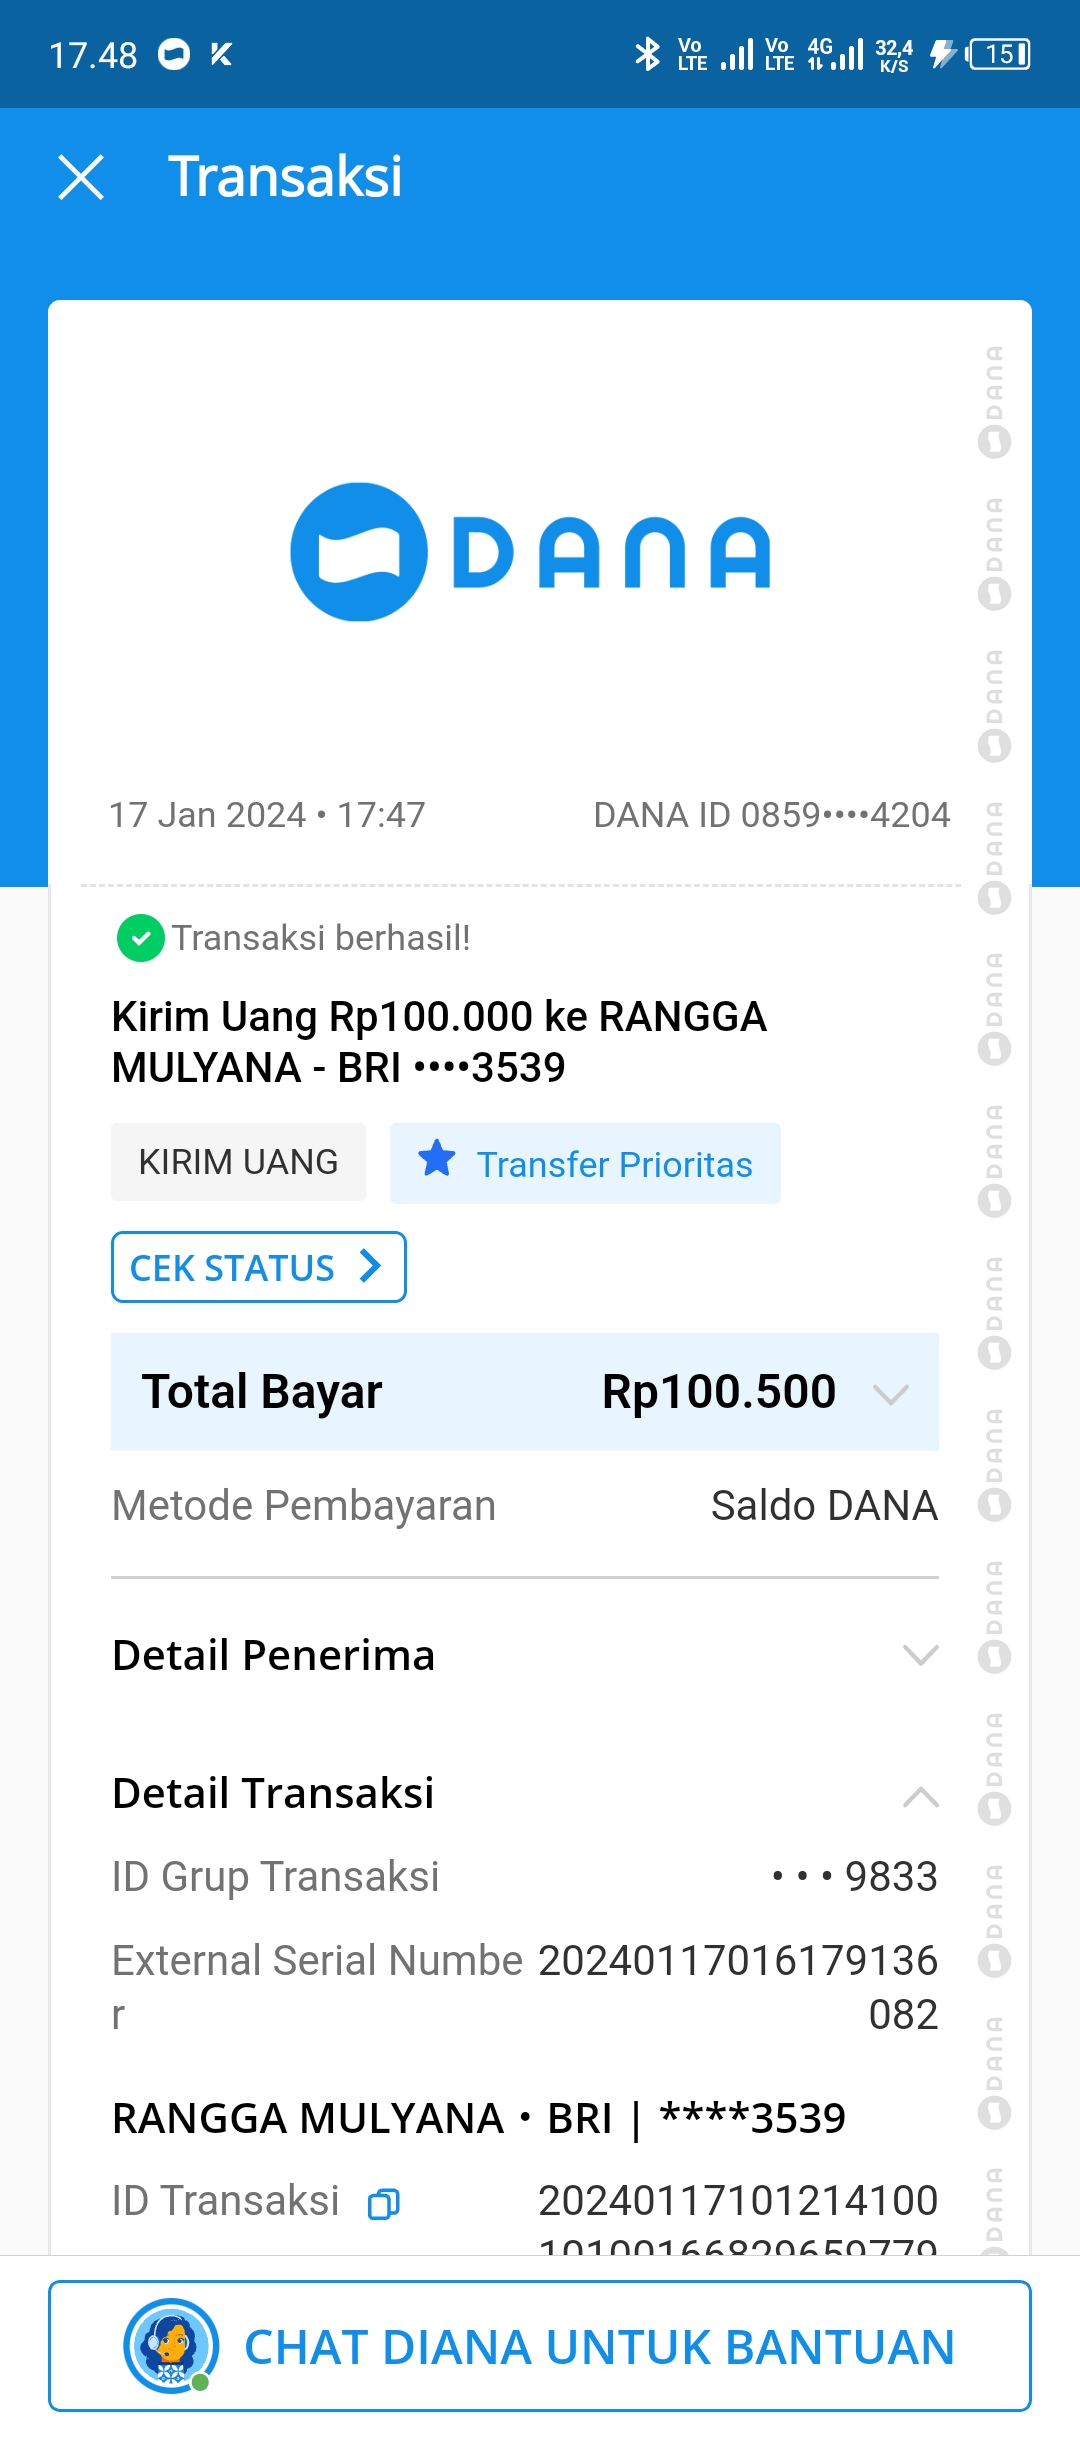 17.48 Vo LTE Vo LTE 4G 32,4 K/S 15
Transaksi
DANA
17 Jan 2024 • 17:47 DANA ID 0859••••4204
Transaksi berhasil!
Kirim Uang Rp100.000 ke RANGGA
MULYANA - BRI ••••3539
KIRIM UANG Transfer Prioritas
CEK STATUS
Total Bayar Rp100.500
Metode Pembayaran Saldo DANA
Detail Penerima
Detail Transaksi
ID Grup Transaksi • • • 9833
External Serial Numbe 20240117016179136
r 082
RANGGA MULYANA • BRI | ****3539
ID Transaksi 20240117101214100
10100166829659779
CHAT DIANA UNTUK BANTUAN
DANA
DANA
DANA
DANA
DANA
DANA
DANA
DANA
DANA
DANA
DANA
DANA
DANA